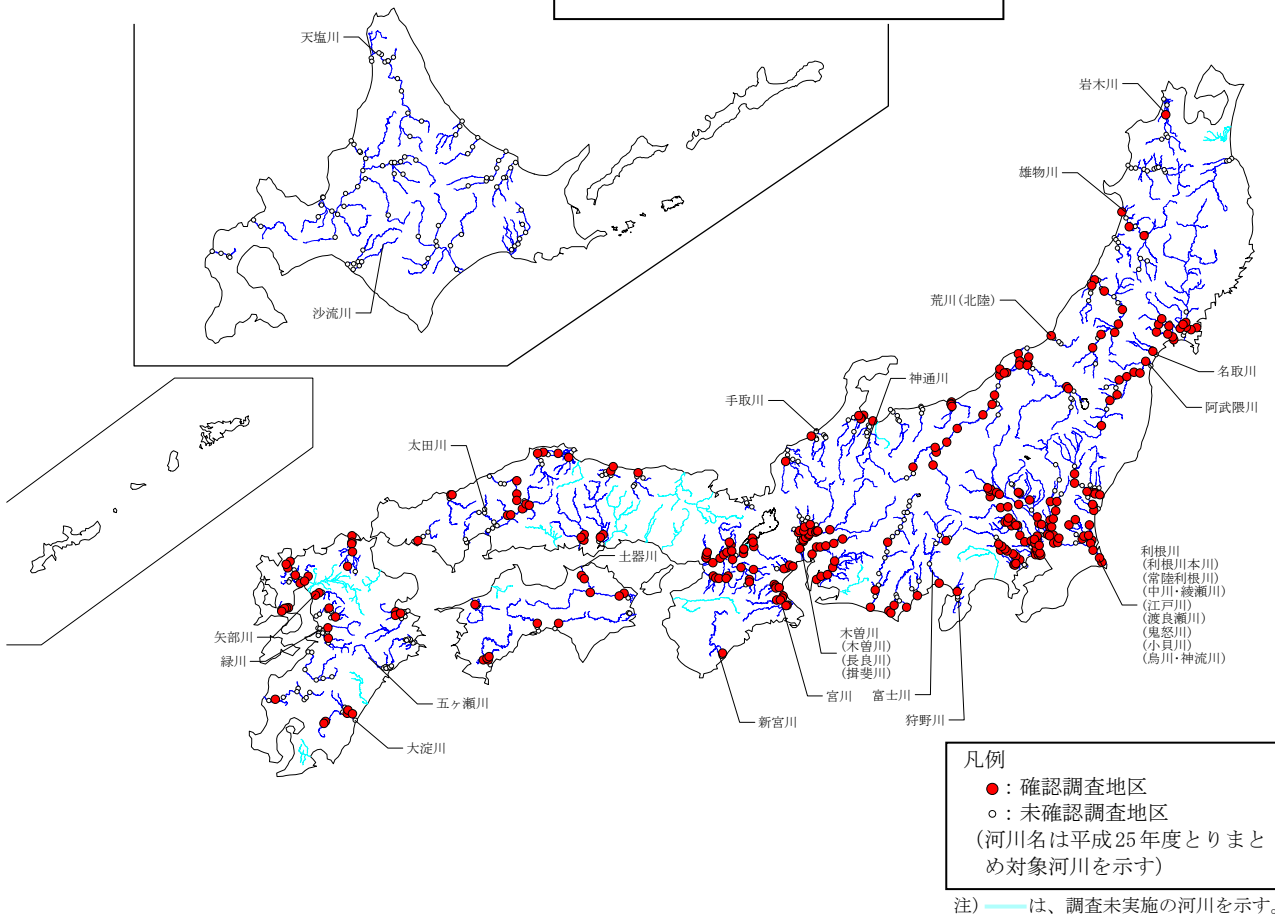 天塩川
岩木川
雄物川
沙流川
荒川(北陸)
神通川
名取川
手取川
阿武隈川
太田川
土器川
利根川
(利根川本川)
(常陸利根川)
(中川・綾瀬川)
(江戸川)
(渡良瀬川)
(鬼怒川)
(小貝川)
(烏川・神流川)
矢部川
緑川
木曽川
(木曽川)
(長良川)
(揖斐川)
五ヶ瀬川
宮川
富士川
新宮川
狩野川
大淀川
凡例
：確認調査地区
：未確認調査地区
(河川名は平成25年度とりまと
め対象河川を示す)
注) は、調査未実施の河川を示す。